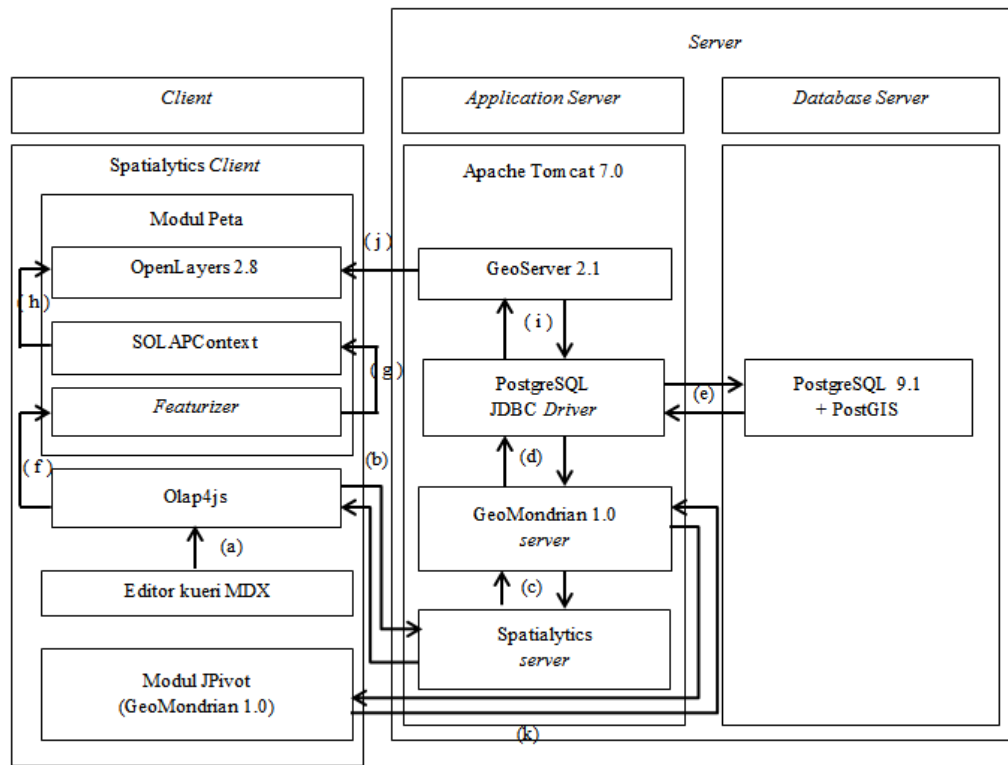 Server
Client
Application Server
Database Server
Spatialytics Client
Modul Peta
OpenLayers 2.8
( h )
SOLAPContext
( g )
Featurizer
( f )
Olap4js
(a)
Editor kueri MDX
Modul JPivot
(GeoMondrian 1.0)
( j )
(b)
Apache Tomcat 7.0
GeoServer 2.1
( i )
PostgreSQL
JDBC Driver
(e)
(d)
GeoMondrian 1.0
server
(c)
Spatialytics
server
(k)
PostgreSQL 9.1
+ PostGIS